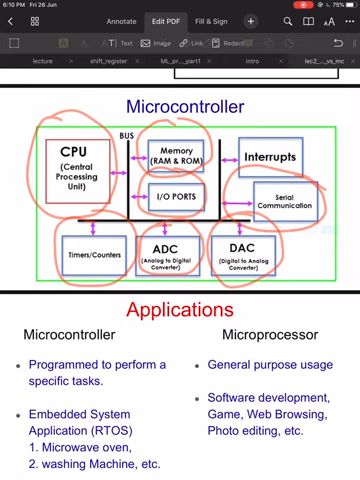 6:10 PM Fri 26 Jun
75%
Annotate Edit PDF Fill & Sign
A A Text Image Link Redact
lecture shift_register ML_pr..._part1 intro lec2_..._vs_mc
Microcontroller
BUS
CPU
(Central
Processing
Unit)
Memory
(RAM & ROM)
I/O PORTS
Interrupts
Serial
Communication
Timers/Counters
ADC
(Analog to Digital
Converter)
DAC
(Digital to Analog
Converter)
Applications
Microcontroller
• Programmed to perform a
specific tasks.
• Embedded System
Application (RTOS)
1. Microwave oven,
2. washing Machine, etc.
Microprocessor
• General purpose usage
• Software development,
Game, Web Browsing,
Photo editing, etc.